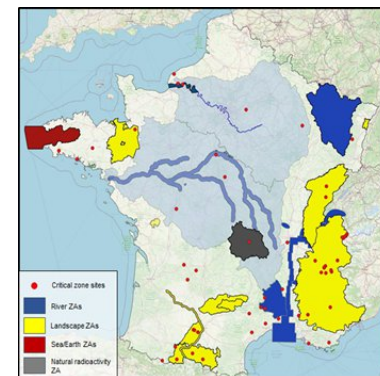 Critical zone sites
River ZAs
Landscape ZAs
Sea/Earth ZAs
Natural radioactivity
ZA